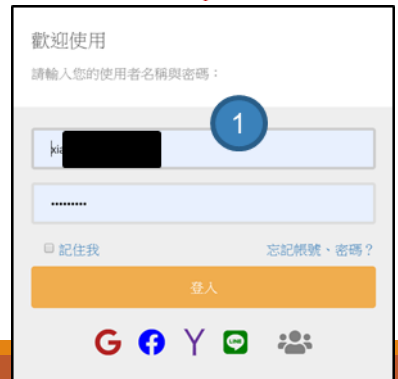 歡迎使用
請輸入您的使用者名稱與密碼：
1
xia
•••••••••
記住我 忘記帳號、密碼？
登入
G f Y LINE